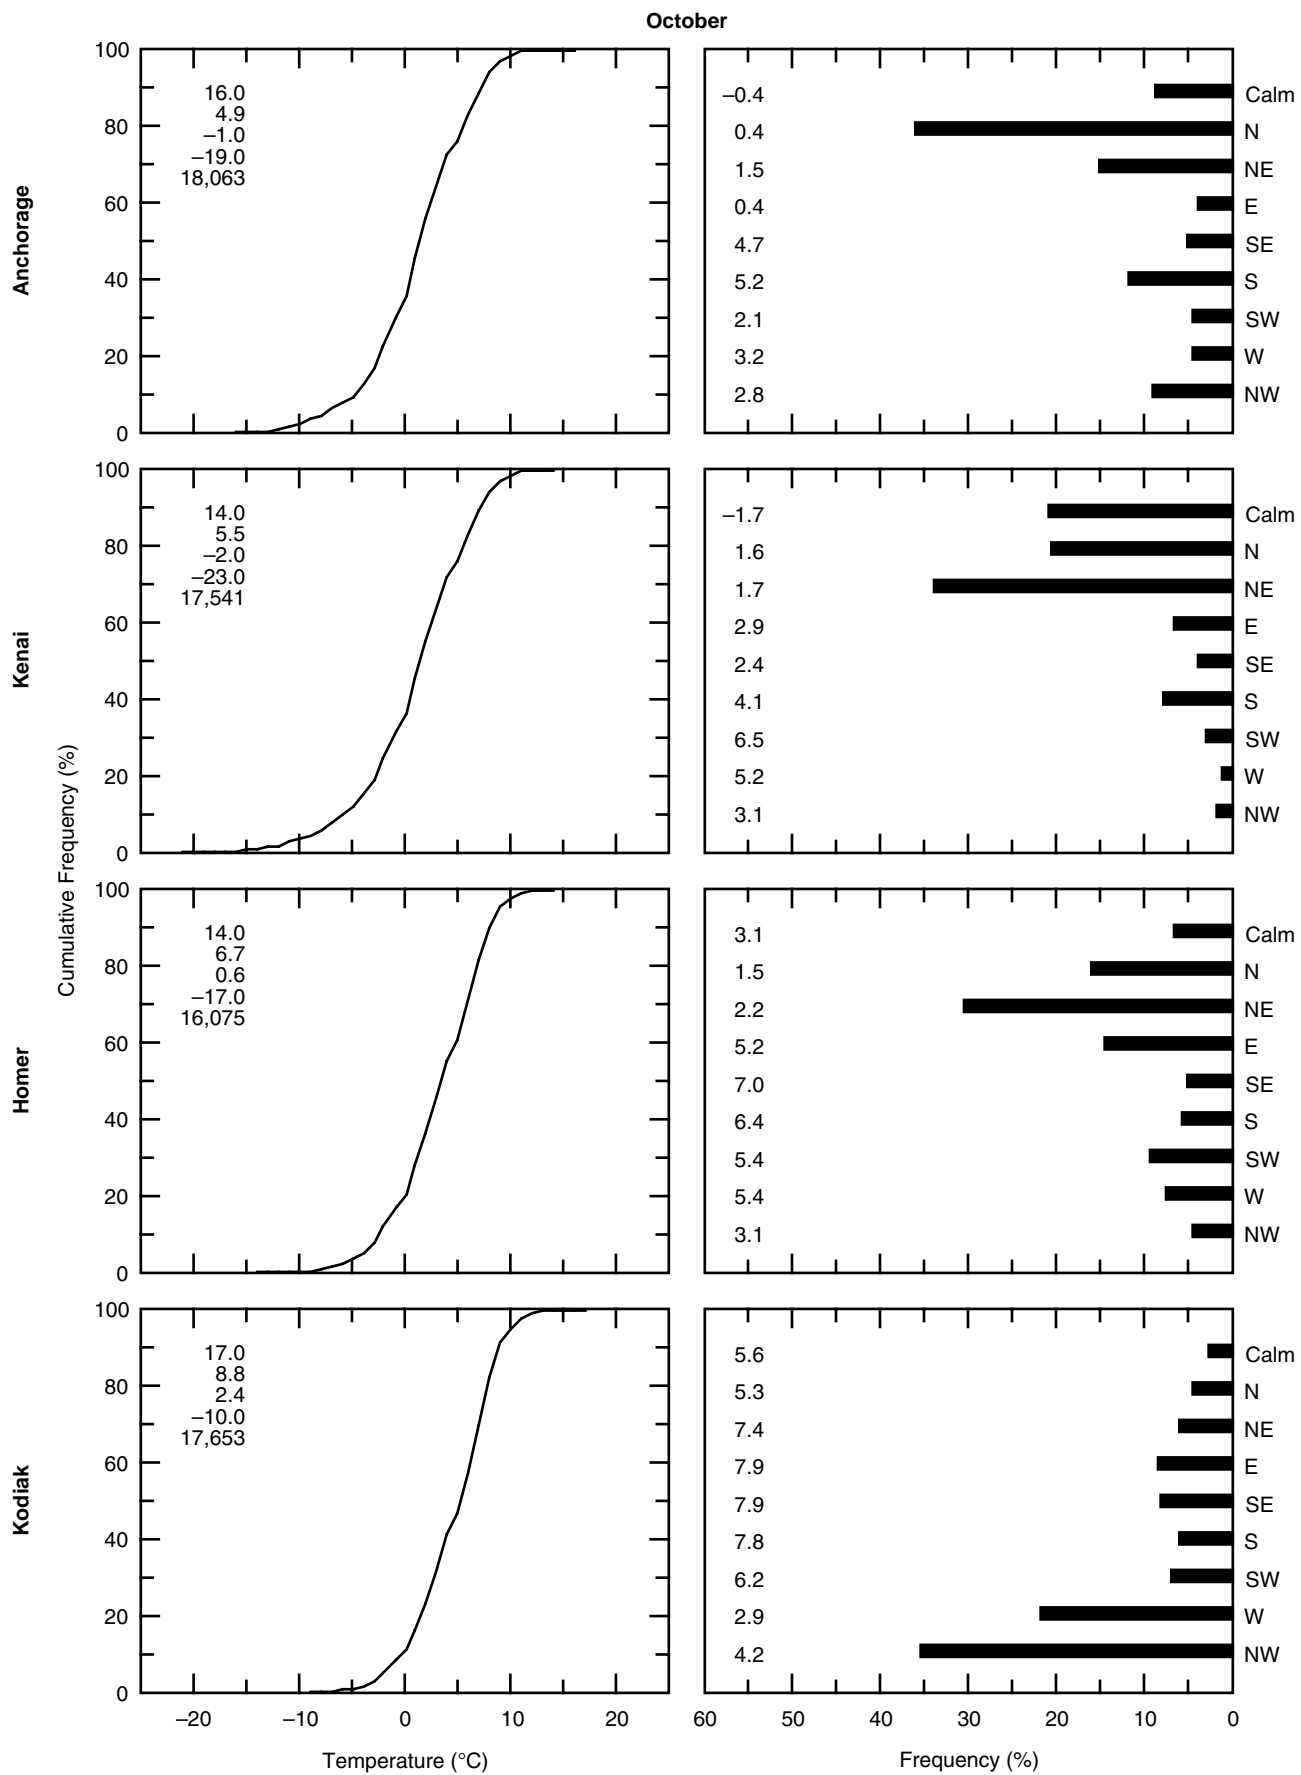 October
Anchorage
100
80
60
40
20
0
16.0
4.9
–1.0
–19.0
18,063
–0.4 Calm
0.4 N
1.5 NE
0.4 E
4.7 SE
5.2 S
2.1 SW
3.2 W
2.8 NW
Kenai
100
80
60
40
20
0
14.0
5.5
–2.0
–23.0
17,541
–1.7 Calm
1.6 N
1.7 NE
2.9 E
2.4 SE
4.1 S
6.5 SW
5.2 W
3.1 NW
Cumulative Frequency (%)
Homer
100
80
60
40
20
0
14.0
6.7
0.6
–17.0
16,075
3.1 Calm
1.5 N
2.2 NE
5.2 E
7.0 SE
6.4 S
5.4 SW
5.4 W
3.1 NW
Kodiak
100
80
60
40
20
0
17.0
8.8
2.4
–10.0
17,653
5.6 Calm
5.3 N
7.4 NE
7.9 E
7.9 SE
7.8 S
6.2 SW
2.9 W
4.2 NW
–20 –10 0 10 20
Temperature (°C)
60 50 40 30 20 10 0
Frequency (%)